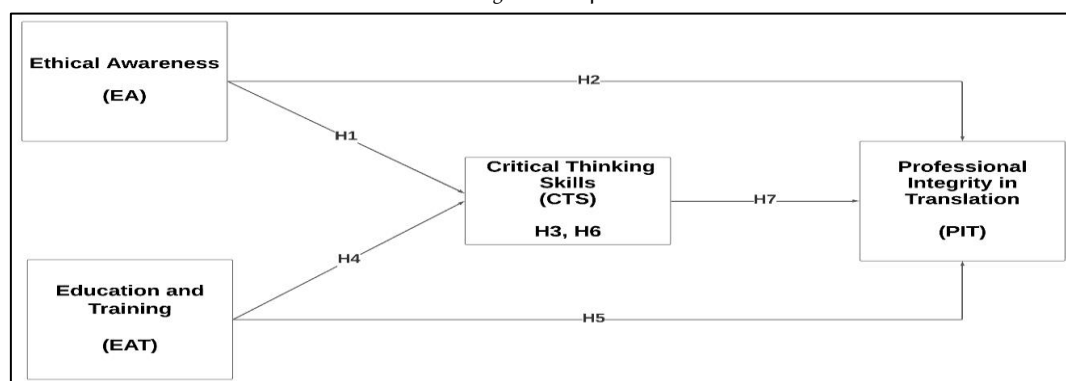 Ethical Awareness
(EA)
H2
H1
Critical Thinking
Skills
(CTS)
H3, H6
H7
Professional
Integrity in
Translation
(PIT)
H4
Education and
Training
(EAT)
H5